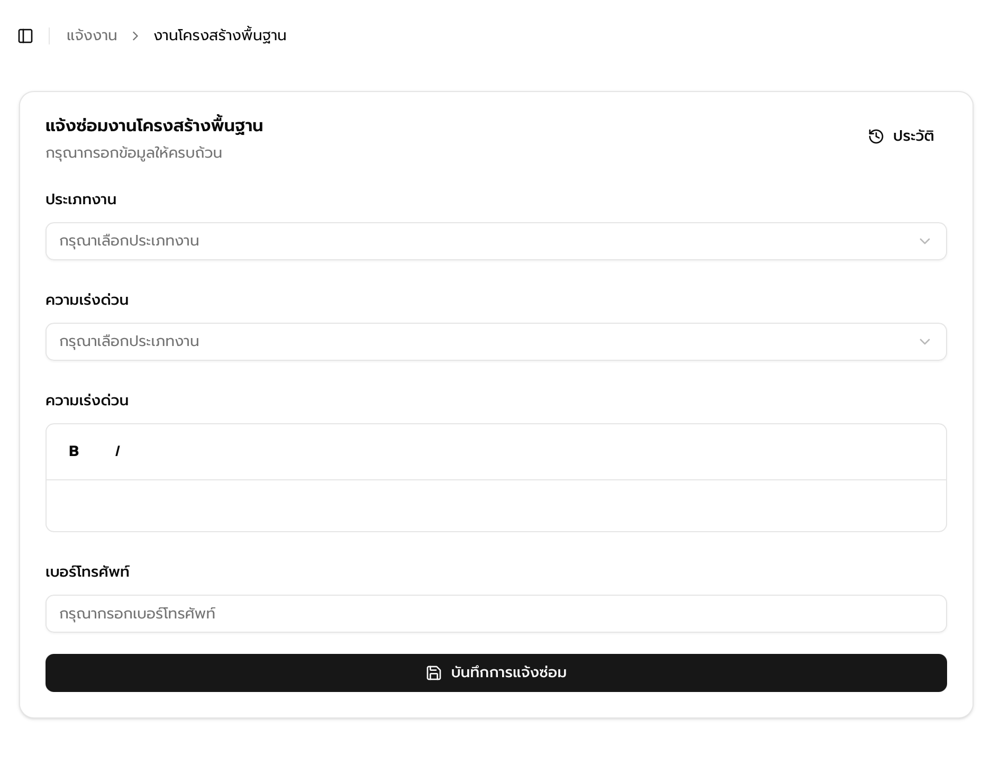 แจ้งงาน > งานโครงสร้างพื้นฐาน
แจ้งซ่อมงานโครงสร้างพื้นฐาน
ประวัติ
กรุณากรอกข้อมูลให้ครบถ้วน
ประเภทงาน
กรุณาเลือกประเภทงาน
ความเร่งด่วน
กรุณาเลือกประเภทงาน
ความเร่งด่วน
B I
เบอร์โทรศัพท์
กรุณากรอกเบอร์โทรศัพท์
บันทึกการแจ้งซ่อม